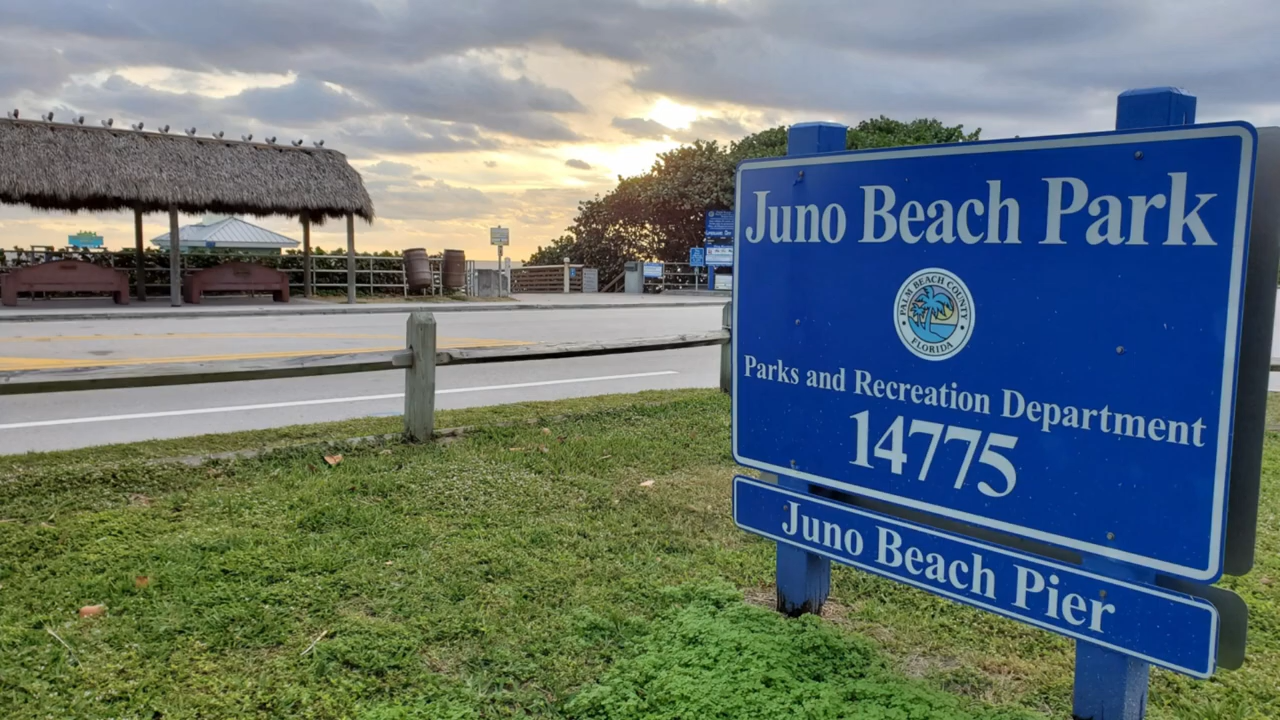 Juno Beach Park
PALM BEACH COUNTY
FLORIDA
Parks and Recreation Department
14775
Juno Beach Pier